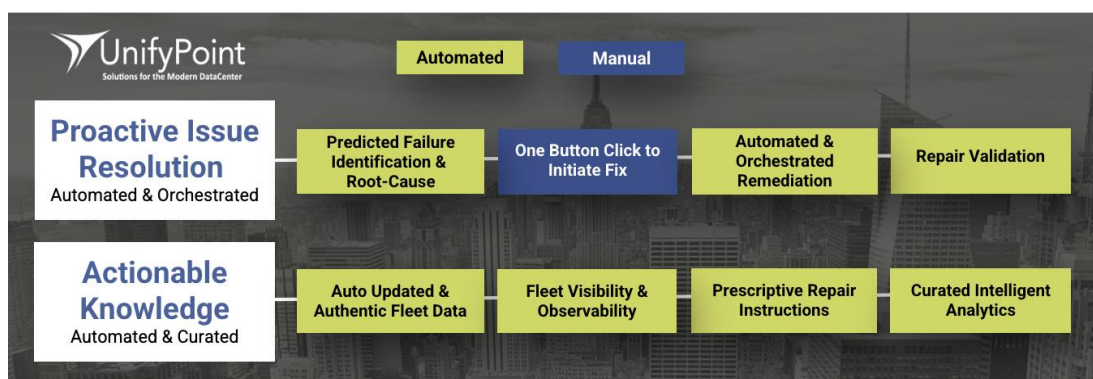 UnifyPoint
Solutions for the Modern DataCenter
Automated
Manual
Proactive Issue
Resolution
Automated & Orchestrated
Predicted Failure
Identification &
Root-Cause
One Button Click to
Initiate Fix
Automated &
Orchestrated
Remediation
Repair Validation
Actionable
Knowledge
Automated & Curated
Auto Updated &
Authentic Fleet Data
Fleet Visibility &
Observability
Prescriptive Repair
Instructions
Curated Intelligent
Analytics